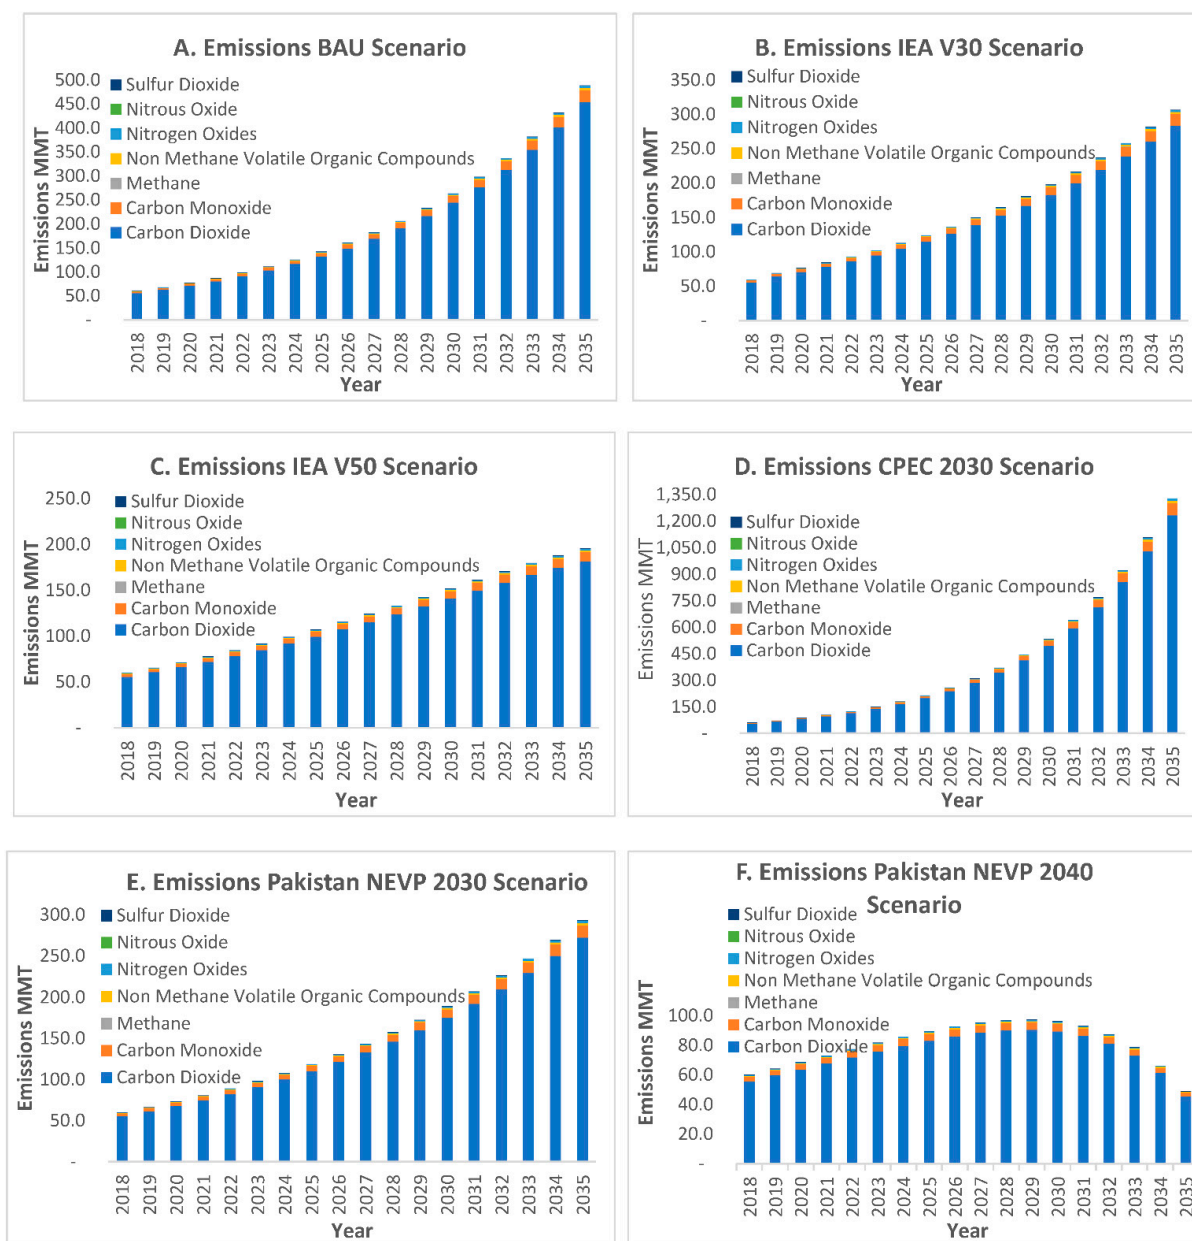 A. Emissions BAU Scenario
Emissions MMT
500.0
450.0
400.0
350.0
300.0
250.0
200.0
150.0
100.0
50.0
-
Sulfur Dioxide
Nitrous Oxide
Nitrogen Oxides
Non Methane Volatile Organic Compounds
Methane
Carbon Monoxide
Carbon Dioxide
2018 2019 2020 2021 2022 2023 2024 2025 2026 2027 2028 2029 2030 2031 2032 2033 2034 2035
Year
B. Emissions IEA V30 Scenario
Emissions MMT
350.0
300.0
250.0
200.0
150.0
100.0
50.0
-
Sulfur Dioxide
Nitrous Oxide
Nitrogen Oxides
Non Methane Volatile Organic Compounds
Methane
Carbon Monoxide
Carbon Dioxide
2018 2019 2020 2021 2022 2023 2024 2025 2026 2027 2028 2029 2030 2031 2032 2033 2034 2035
Year
C. Emissions IEA V50 Scenario
Emissions MMT
250.0
200.0
150.0
100.0
50.0
-
Sulfur Dioxide
Nitrous Oxide
Nitrogen Oxides
Non Methane Volatile Organic Compounds
Methane
Carbon Monoxide
Carbon Dioxide
2018 2019 2020 2021 2022 2023 2024 2025 2026 2027 2028 2029 2030 2031 2032 2033 2034 2035
Year
D. Emissions CPEC 2030 Scenario
Emissions MMT
1,350.0
1,200.0
1,050.0
900.0
750.0
600.0
450.0
300.0
150.0
-
Sulfur Dioxide
Nitrous Oxide
Nitrogen Oxides
Non Methane Volatile Organic Compounds
Methane
Carbon Monoxide
Carbon Dioxide
2018 2019 2020 2021 2022 2023 2024 2025 2026 2027 2028 2029 2030 2031 2032 2033 2034 2035
Year
E. Emissions Pakistan NEVP 2030 Scenario
Emissions MMT
300.0
250.0
200.0
150.0
100.0
50.0
-
Sulfur Dioxide
Nitrous Oxide
Nitrogen Oxides
Non Methane Volatile Organic Compounds
Methane
Carbon Monoxide
Carbon Dioxide
2018 2019 2020 2021 2022 2023 2024 2025 2026 2027 2028 2029 2030 2031 2032 2033 2034 2035
Year
F. Emissions Pakistan NEVP 2040
Scenario
Emissions MMT
100.0
80.0
60.0
40.0
20.0
-
Sulfur Dioxide
Nitrous Oxide
Nitrogen Oxides
Non Methane Volatile Organic Compounds
Methane
Carbon Monoxide
Carbon Dioxide
2018 2019 2020 2021 2022 2023 2024 2025 2026 2027 2028 2029 2030 2031 2032 2033 2034 2035
Year